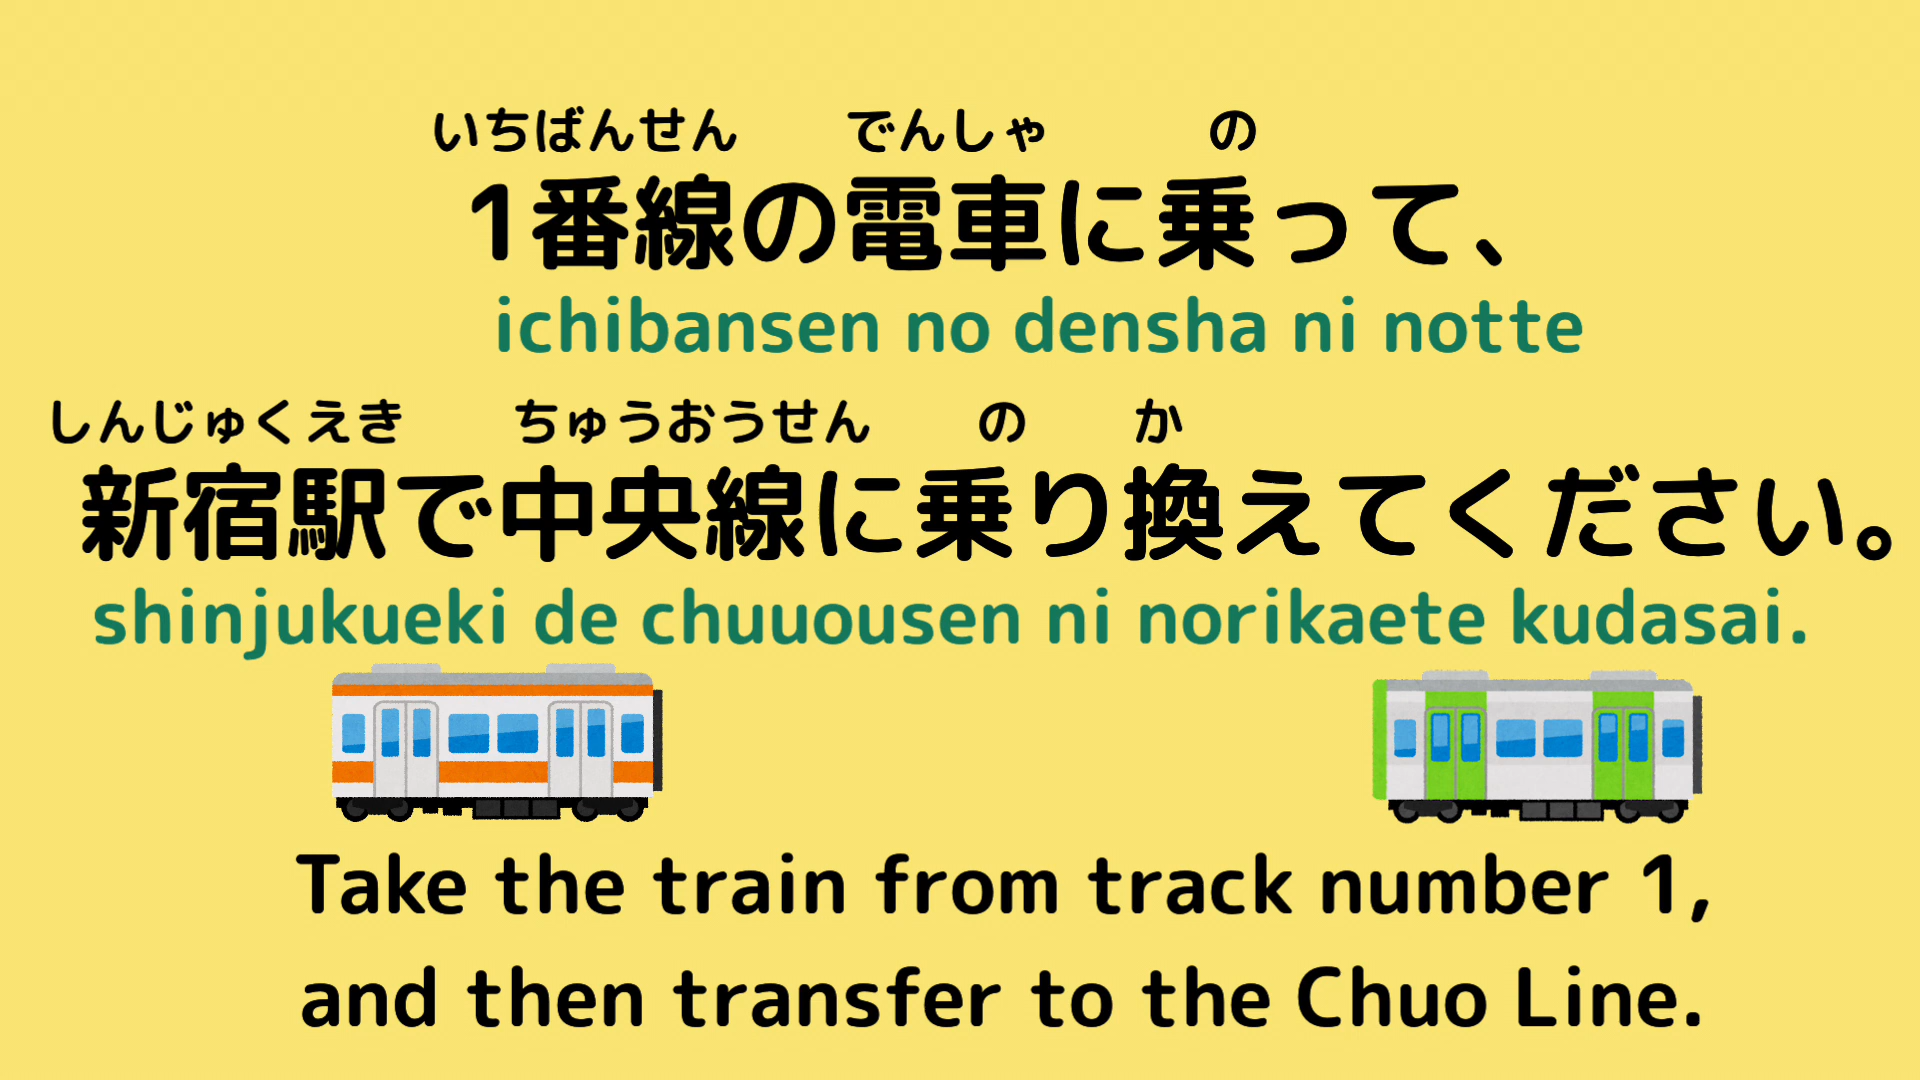 いちばんせん でんしゃ の
1番線の電車に乗って、
ichibansen no densha ni notte
しんじゅくえき ちゅうおうせん の か
新宿駅で中央線に乗り換えてください。
shinjukueki de chuuousen ni norikaete kudasai.
Take the train from track number 1,
and then transfer to the Chuo Line.